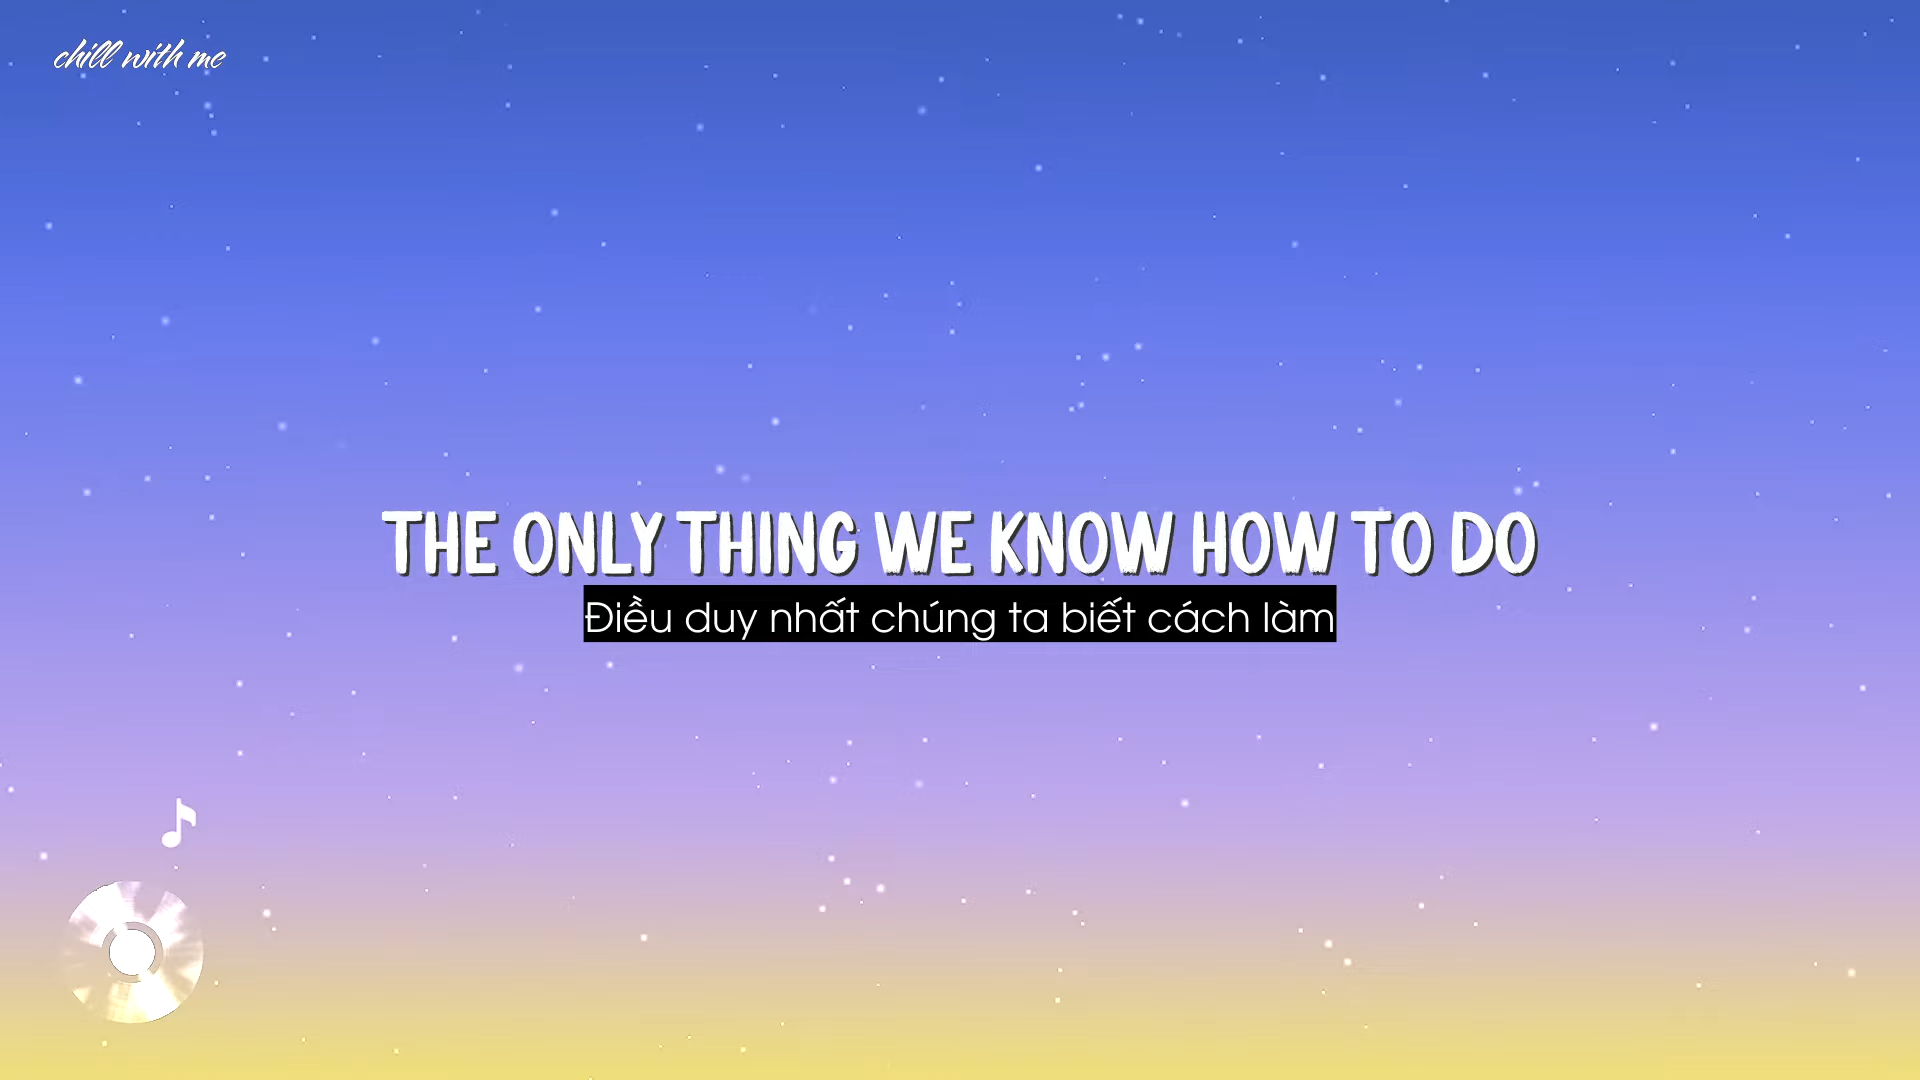 chill with me
THE ONLY THING WE KNOW HOW TO DO
Điều duy nhất chúng ta biết cách làm